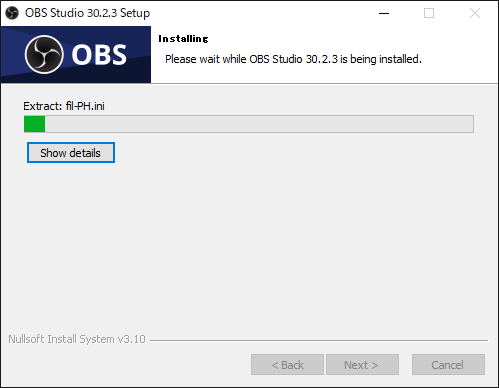 OBS Studio 30.2.3 Setup
OBS
Installing
Please wait while OBS Studio 30.2.3 is being installed.
Extract: fil-PH.ini
Show details
Nullsoft Install System v3.10
< Back
Next >
Cancel